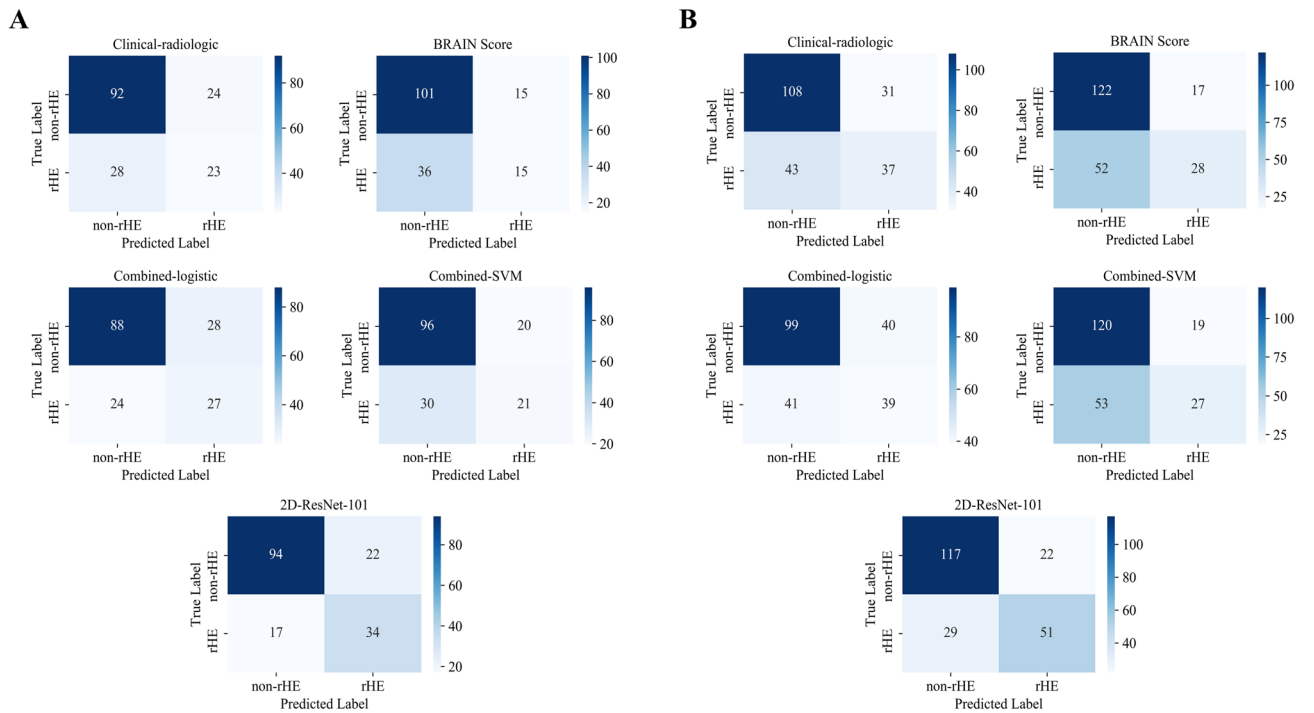 A
B
Clinical-radiologic
BRAIN Score
True Label
non-rHE
rHE
92 24
28 23
80
60
40
non-rHE rHE
Predicted Label
101 15
36 15
100
80
60
40
20
non-rHE rHE
Predicted Label
Combined-logistic
Combined-SVM
True Label
non-rHE
rHE
88 28
24 27
80
60
40
non-rHE rHE
Predicted Label
96 20
30 21
80
60
40
20
non-rHE rHE
Predicted Label
2D-ResNet-101
True Label
non-rHE
rHE
94 22
17 34
80
60
40
20
non-rHE rHE
Predicted Label
Clinical-radiologic
BRAIN Score
True Label
non-rHE
rHE
108 31
43 37
100
80
60
40
non-rHE rHE
Predicted Label
True Label
non-rHE
rHE
122 17
52 28
100
75
50
25
non-rHE rHE
Predicted Label
Combined-logistic
Combined-SVM
True Label
non-rHE
rHE
99 40
41 39
80
60
40
non-rHE rHE
Predicted Label
True Label
non-rHE
rHE
120 19
53 27
100
75
50
25
non-rHE rHE
Predicted Label
2D-ResNet-101
True Label
non-rHE
rHE
117 22
29 51
100
80
60
40
non-rHE rHE
Predicted Label